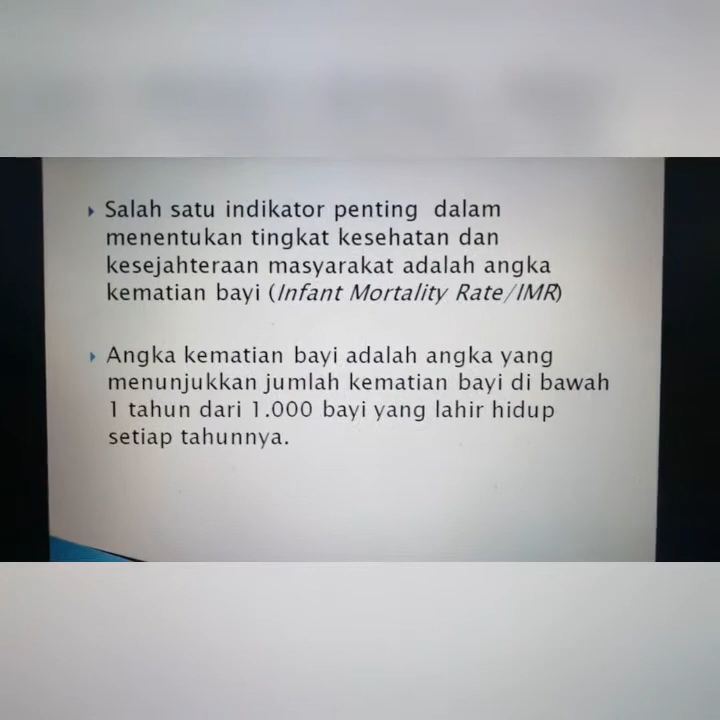 Salah satu indikator penting dalam
menentukan tingkat kesehatan dan
kesejahteraan masyarakat adalah angka
kematian bayi (Infant Mortality Rate/IMR)
Angka kematian bayi adalah angka yang
menunjukkan jumlah kematian bayi di bawah
1 tahun dari 1.000 bayi yang lahir hidup
setiap tahunnya.